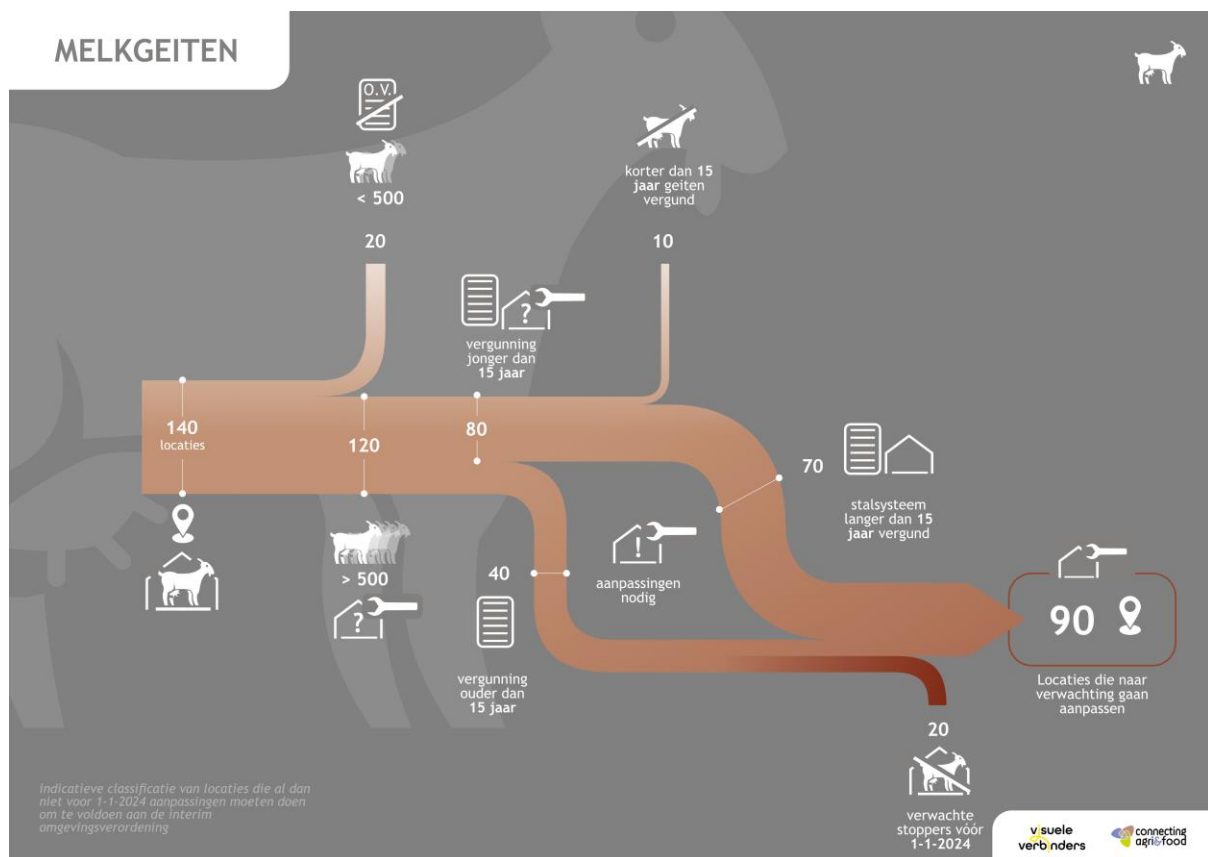 MELKGEITEN
O.V.
< 500
20
korter dan 15
jaar geiten
vergund
10
?
vergunning
jonger dan
15 jaar
140
locaties
120
80
70
stalsysteem
langer dan 15
jaar vergund
> 500
?
40
vergunning
ouder dan
15 jaar
!
aanpassingen
nodig
90
Locaties die naar
verwachting gaan
aanpassen
20
verwachte
stoppers vóór
1-1-2024
indicatieve classificatie van locaties die al dan
niet voor 1-1-2024 aanpassingen moeten doen
om te voldoen aan de interim
omgevingsverordening
visuele
verbinders
connecting
agri&food